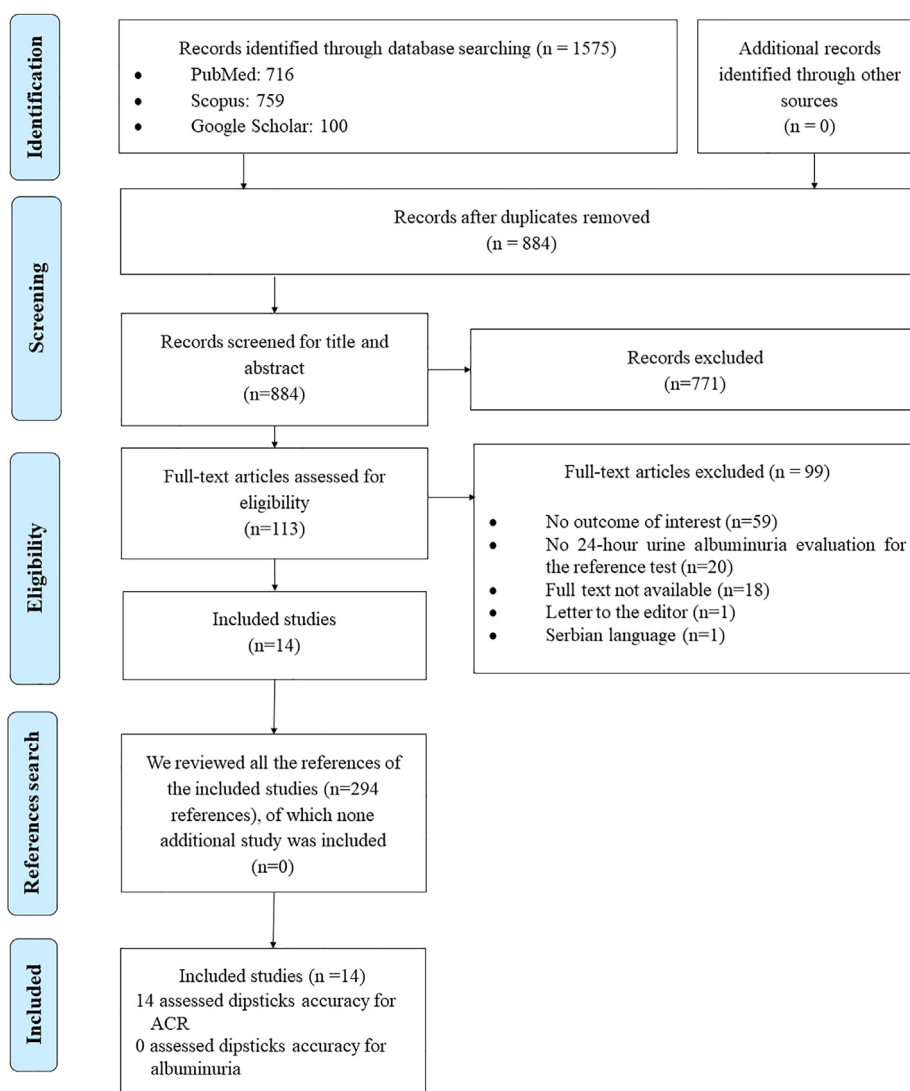 Identification
Records identified through database searching (n = 1575)
• PubMed: 716
• Scopus: 759
• Google Scholar: 100
Additional records
identified through other
sources
(n = 0)
Screening
Records after duplicates removed
(n = 884)
Records screened for title and
abstract
(n=884)
Records excluded
(n=771)
Eligibility
Full-text articles assessed for
eligibility
(n=113)
Full-text articles excluded (n = 99)
• No outcome of interest (n=59)
• No 24-hour urine albuminuria evaluation for
the reference test (n=20)
• Full text not available (n=18)
• Letter to the editor (n=1)
• Serbian language (n=1)
Included studies
(n=14)
References search
We reviewed all the references of
the included studies (n=294
references), of which none
additional study was included
(n=0)
Included
Included studies (n =14)
14 assessed dipsticks accuracy for
ACR
0 assessed dipsticks accuracy for
albuminuria